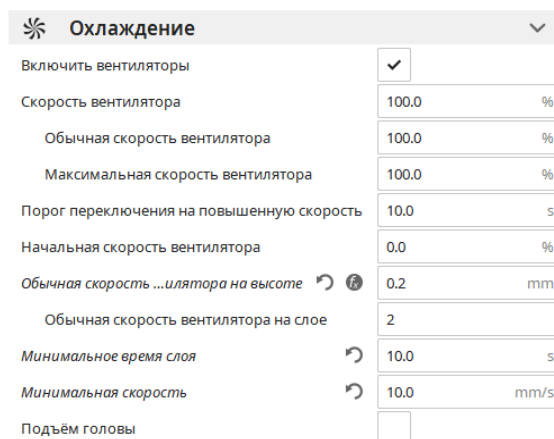 Охлаждение
Включить вентиляторы
Скорость вентилятора 100.0 %
Обычная скорость вентилятора 100.0 %
Максимальная скорость вентилятора 100.0 %
Порог переключения на повышенную скорость 10.0 s
Начальная скорость вентилятора 0.0 %
Обычная скорость ...илятора на высоте fx 0.2 mm
Обычная скорость вентилятора на слое 2
Минимальное время слоя 10.0 s
Минимальная скорость 10.0 mm/s
Подъём головы